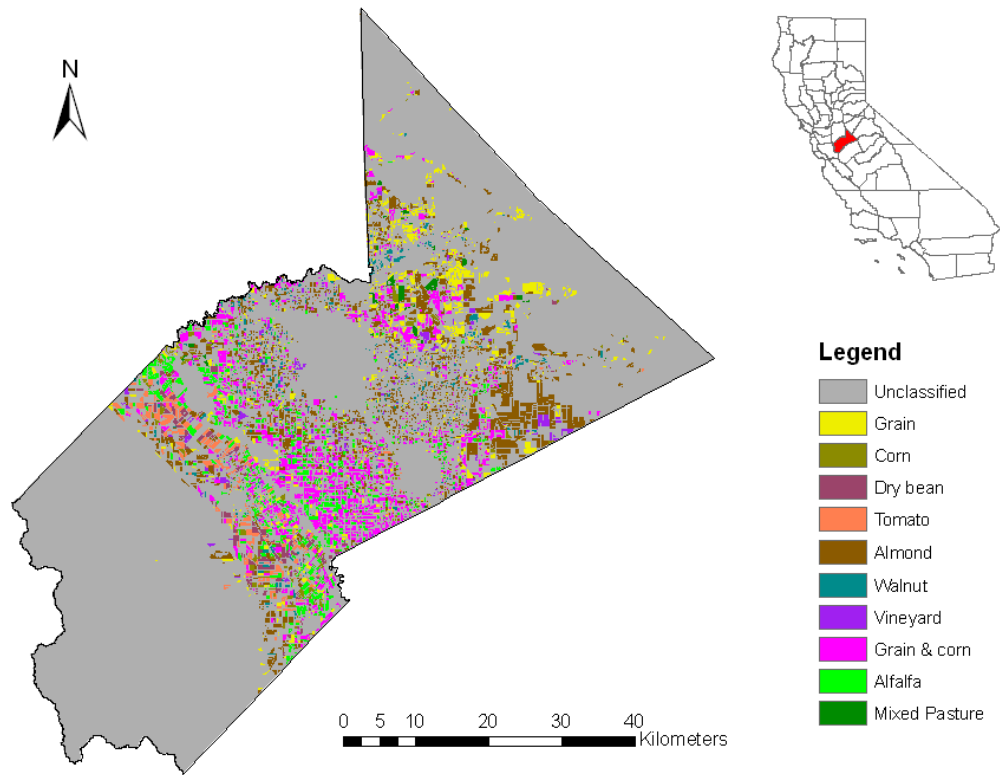 N
Legend
Unclassified
Grain
Corn
Dry bean
Tomato
Almond
Walnut
Vineyard
Grain & corn
Alfalfa
Mixed Pasture
0 5 10 20 30 40
Kilometers